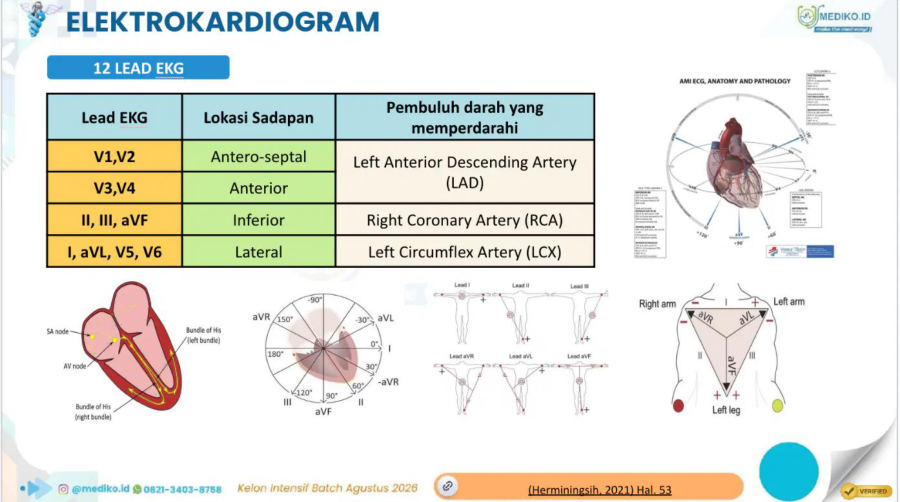 ELEKTROKARDIOGRAM
MEDIKO.ID
12 LEAD EKG
Lead EKG
Lokasi Sadapan
Pembuluh darah yang
memperdarahi
V1,V2
Antero-septal
Left Anterior Descending Artery
(LAD)
V3,V4
Anterior
II, III, aVF
Inferior
Right Coronary Artery (RCA)
I, aVL, V5, V6
Lateral
Left Circumflex Artery (LCX)
AMI ECG, ANATOMY AND PATHOLOGY
+120°
+90°
+60°
SA node
AV node
Bundle of His
(left bundle)
Bundle of His
(right bundle)
-90°
aVR
150°
-30°
aVL
180°
0°
I
30°
-aVR
120°
60°
90°
III
II
aVF
Lead I
Lead II
Lead III
Lead aVR
Lead aVL
Lead aVF
Right arm
I
Left arm
aVR
aVL
II
III
aVF
Left leg
@mediko.id
0821-3403-8758
Kelon Intensif Batch Agustus 2026
(Herminingsih, 2021) Hal. 53
VERIFIED